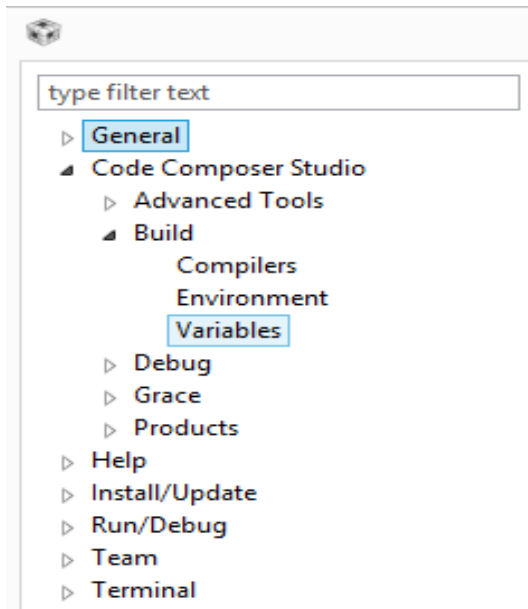 type filter text
General
Code Composer Studio
Advanced Tools
Build
Compilers
Environment
Variables
Debug
Grace
Products
Help
Install/Update
Run/Debug
Team
Terminal